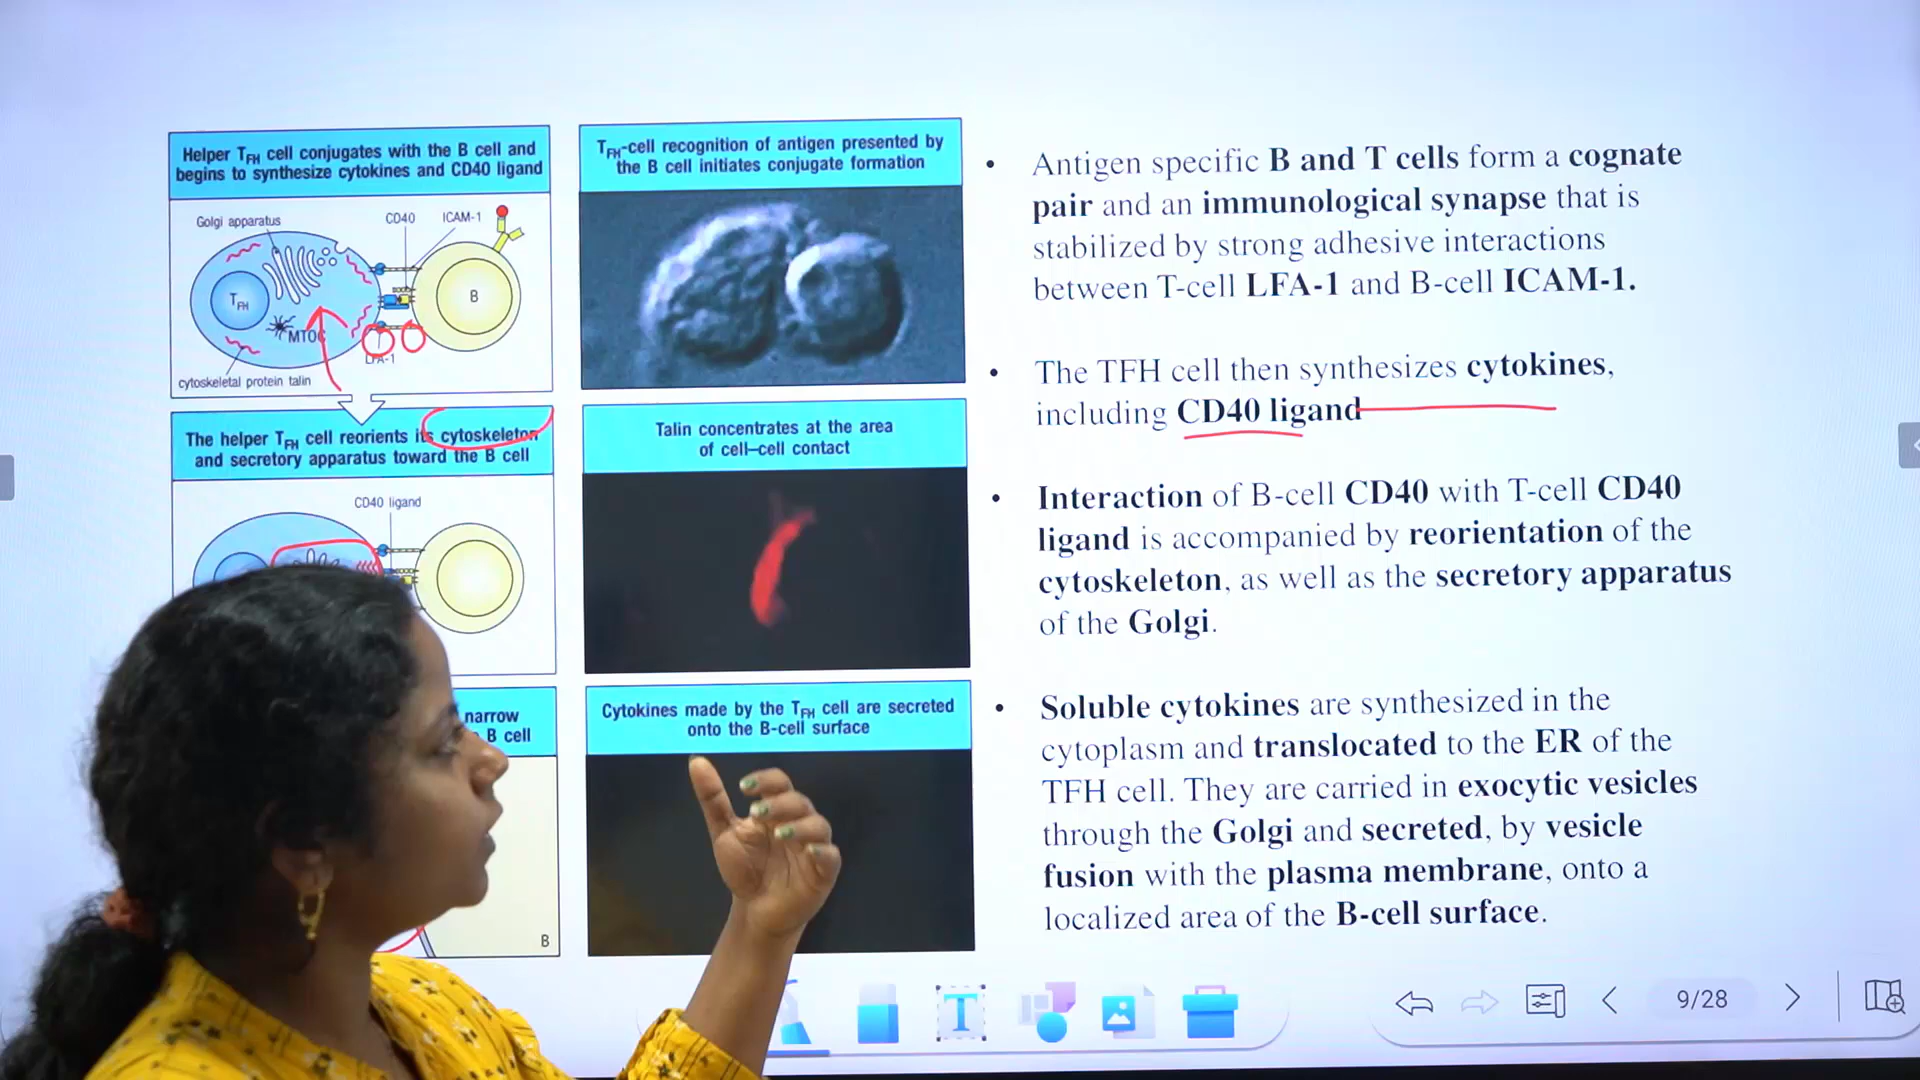 Helper TFH cell conjugates with the B cell and
begins to synthesize cytokines and CD40 ligand
Golgi apparatus
CD40
ICAM-1
TFH
B
MTOC
LFA-1
cytoskeletal protein talin
The helper TFH cell reorients its cytoskeleton
and secretory apparatus toward the B cell
CD40 ligand
narrow
B cell
B
TFH-cell recognition of antigen presented by
the B cell initiates conjugate formation
Talin concentrates at the area
of cell–cell contact
Cytokines made by the TFH cell are secreted
onto the B-cell surface
• Antigen specific B and T cells form a cognate
pair and an immunological synapse that is
stabilized by strong adhesive interactions
between T-cell LFA-1 and B-cell ICAM-1.
• The TFH cell then synthesizes cytokines,
including CD40 ligand
• Interaction of B-cell CD40 with T-cell CD40
ligand is accompanied by reorientation of the
cytoskeleton, as well as the secretory apparatus
of the Golgi.
• Soluble cytokines are synthesized in the
cytoplasm and translocated to the ER of the
TFH cell. They are carried in exocytic vesicles
through the Golgi and secreted, by vesicle
fusion with the plasma membrane, onto a
localized area of the B-cell surface.
T
9/28